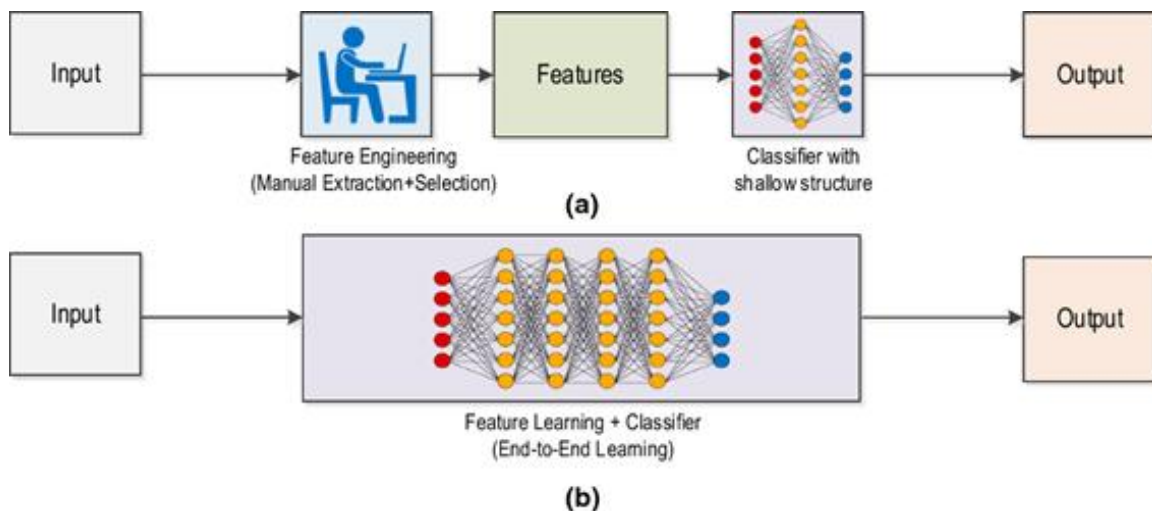 Input
Features
Output
Feature Engineering
(Manual Extraction+Selection)
Classifier with
shallow structure
(a)
Input
Output
Feature Learning + Classifier
(End-to-End Learning)
(b)